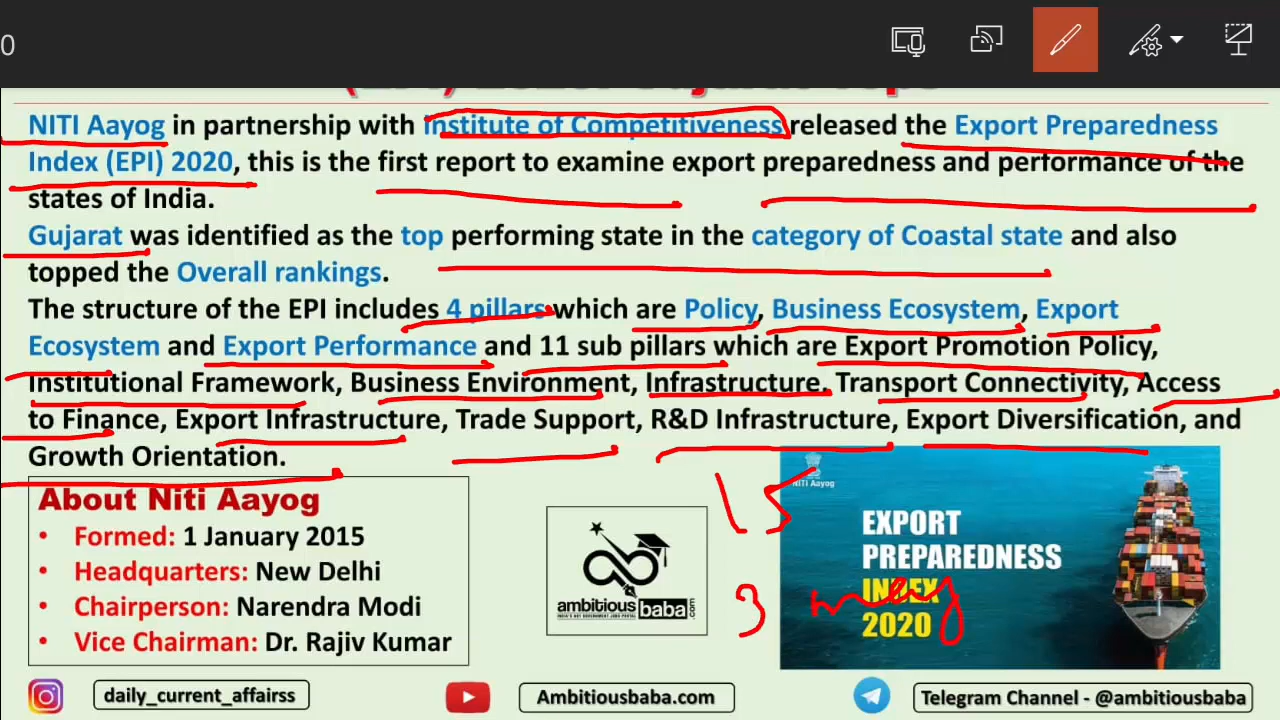 0
NITI Aayog in partnership with Institute of Competitiveness released the Export Preparedness
Index (EPI) 2020, this is the first report to examine export preparedness and performance of the
states of India.
Gujarat was identified as the top performing state in the category of Coastal state and also
topped the Overall rankings.
The structure of the EPI includes 4 pillars which are Policy, Business Ecosystem, Export
Ecosystem and Export Performance and 11 sub pillars which are Export Promotion Policy,
Institutional Framework, Business Environment, Infrastructure, Transport Connectivity, Access
to Finance, Export Infrastructure, Trade Support, R&D Infrastructure, Export Diversification, and
Growth Orientation.
About Niti Aayog
• Formed: 1 January 2015
• Headquarters: New Delhi
• Chairperson: Narendra Modi
• Vice Chairman: Dr. Rajiv Kumar
ambitious baba.com
15
3 may
NITI Aayog
EXPORT
PREPAREDNESS
INDEX
2020
daily_current_affairss
Ambitiousbaba.com
Telegram Channel - @ambitiousbaba